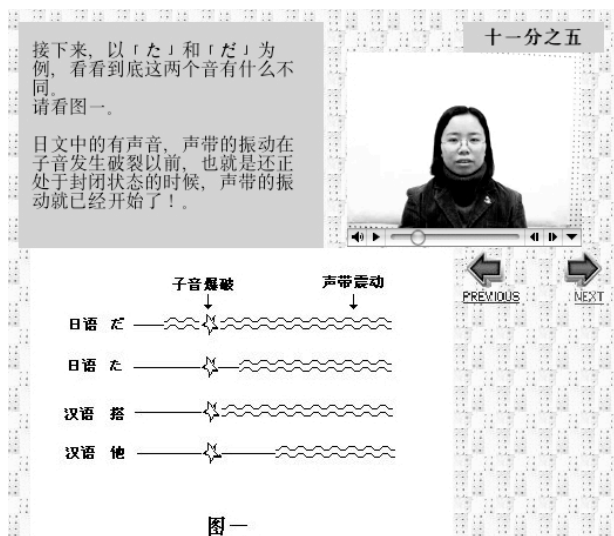 接下来，以「た」和「だ」为
例，看看到底这两个音有什么不
同。
请看图一。
日文中的有声音，声带的振动在
子音发生破裂以前，也就是还正
处于封闭状态的时候，声带的振
动就已经开始了！。
十一分之五
PREVIOUS
NEXT
子音爆破 声带震动
日语 だ
日语 た
汉语 搭
汉语 他
图一